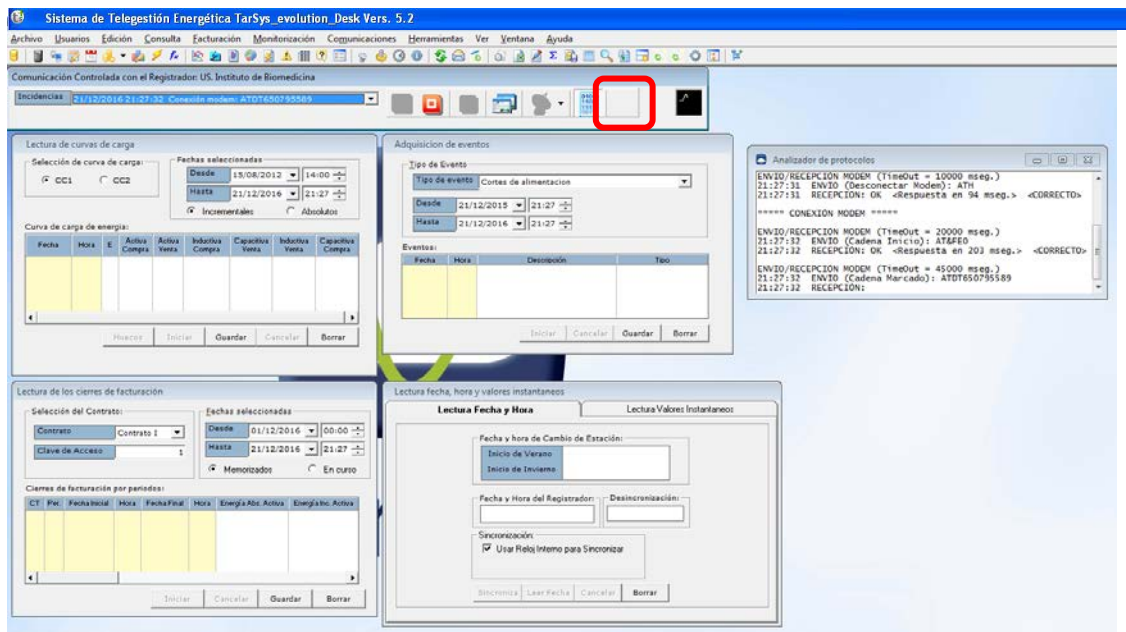 Sistema de Telegestión Energética TarSys_evolution_Desk Vers. 5.2
Archivo Usuarios Edición Consulta Facturación Monitorización Comunicaciones Herramientas Ver Ventana Ayuda
Comunicación Controlada con el Registrador: US. Instituto de Biomedicina
Incidencias 21/12/2016 21:27:32 Conexión modem: ATDT650795589
Lectura de curvas de carga
Selección de curva de carga:
CC1 CC2
Fechas seleccionadas
Desde 15/08/2012 14:00
Hasta 21/12/2016 21:27
Incrementales Absolutos
Curva de carga de energía:
Fecha Hora E Activa Compra Activa Venta Inductiva Compra Capacitiva Venta Inductiva Venta Capacitiva Compra
Huecos Iniciar Guardar Cancelar Borrar
Adquisicion de eventos
Tipo de Evento
Tipo de evento Cortes de alimentacion
Desde 21/12/2015 21:27
Hasta 21/12/2016 21:27
Eventos:
Fecha Hora Descripción Tipo
Iniciar Cancelar Guardar Borrar
Analizador de protocolos
ENVIO/RECEPCIÓN MODEM (TimeOut = 10000 mseg.)
21:27:31 ENVIO (Desconectar Modem): ATH
21:27:31 RECEPCIÓN: OK <Respuesta en 94 mseg.> <CORRECTO>
===== CONEXIÓN MODEM =====
ENVIO/RECEPCIÓN MODEM (TimeOut = 20000 mseg.)
21:27:32 ENVIO (Cadena Inicio): AT&FE0
21:27:32 RECEPCIÓN: OK <Respuesta en 203 mseg.> <CORRECTO>
ENVIO/RECEPCIÓN MODEM (TimeOut = 45000 mseg.)
21:27:32 ENVIO (Cadena Marcado): ATDT650795589
21:27:32 RECEPCIÓN:
Lectura de los cierres de facturación
Selección del Contrato:
Contrato Contrato I
Clave de Acceso 1
Fechas seleccionadas
Desde 01/12/2016 00:00
Hasta 21/12/2016 21:27
Memorizados En curso
Cierres de facturación por periodos:
CT Per. Fecha Inicial Hora Fecha Final Hora Energía Abs. Activa Energía Inc. Activa
Iniciar Cancelar Guardar Borrar
Lectura fecha, hora y valores instantaneos
Lectura Fecha y Hora Lectura Valores Instantaneos
Fecha y hora de Cambio de Estación:
Inicio de Verano
Inicio de Invierno
Fecha y Hora del Registrador: Desincronización:
Sincronización:
Usar Reloj Interno para Sincronizar
Sincroniza Leer Fecha Cancelar Borrar